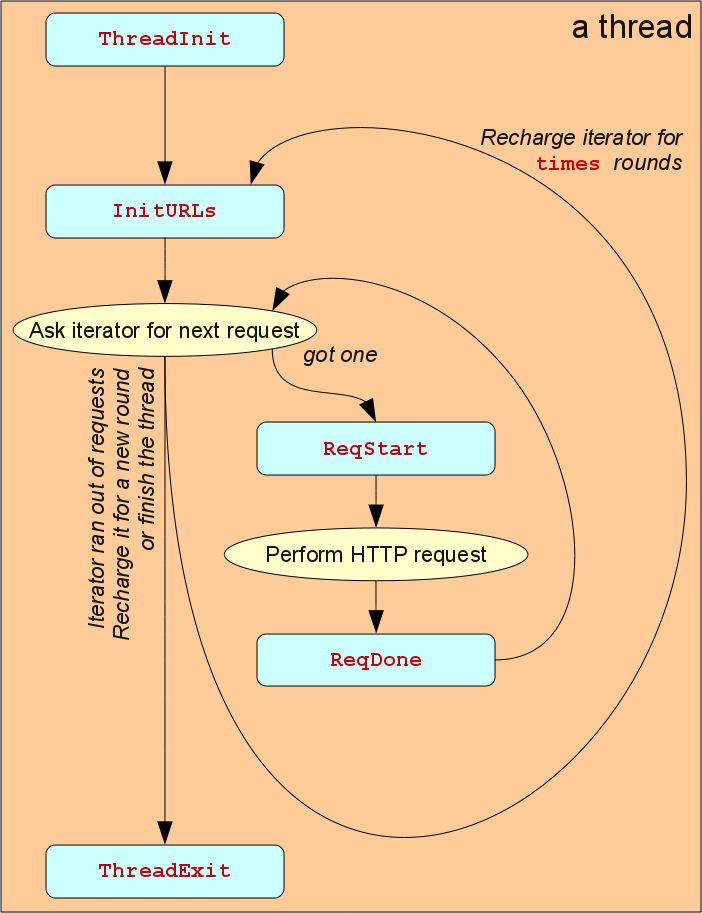 a thread
ThreadInit
Recharge iterator for
times rounds
InitURLs
Ask iterator for next request
got one
Iterator ran out of requests
Recharge it for a new round
or finish the thread
ReqStart
Perform HTTP request
ReqDone
ThreadExit